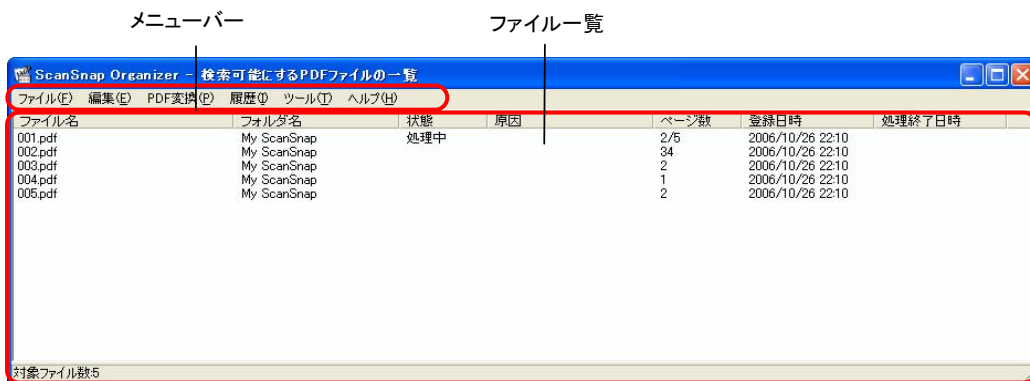 メニューバー
ファイル一覧
ScanSnap Organizer - 検索可能にするPDFファイルの一覧
ファイル(F) 編集(E) PDF変換(P) 履歴(I) ツール(T) ヘルプ(H)
ファイル名 フォルダ名 状態 原因 ページ数 登録日時 処理終了日時
001.pdf My ScanSnap 処理中 2/5 2006/10/26 22:10
002.pdf My ScanSnap 34 2006/10/26 22:10
003.pdf My ScanSnap 2 2006/10/26 22:10
004.pdf My ScanSnap 1 2006/10/26 22:10
005.pdf My ScanSnap 2 2006/10/26 22:10
対象ファイル数:5